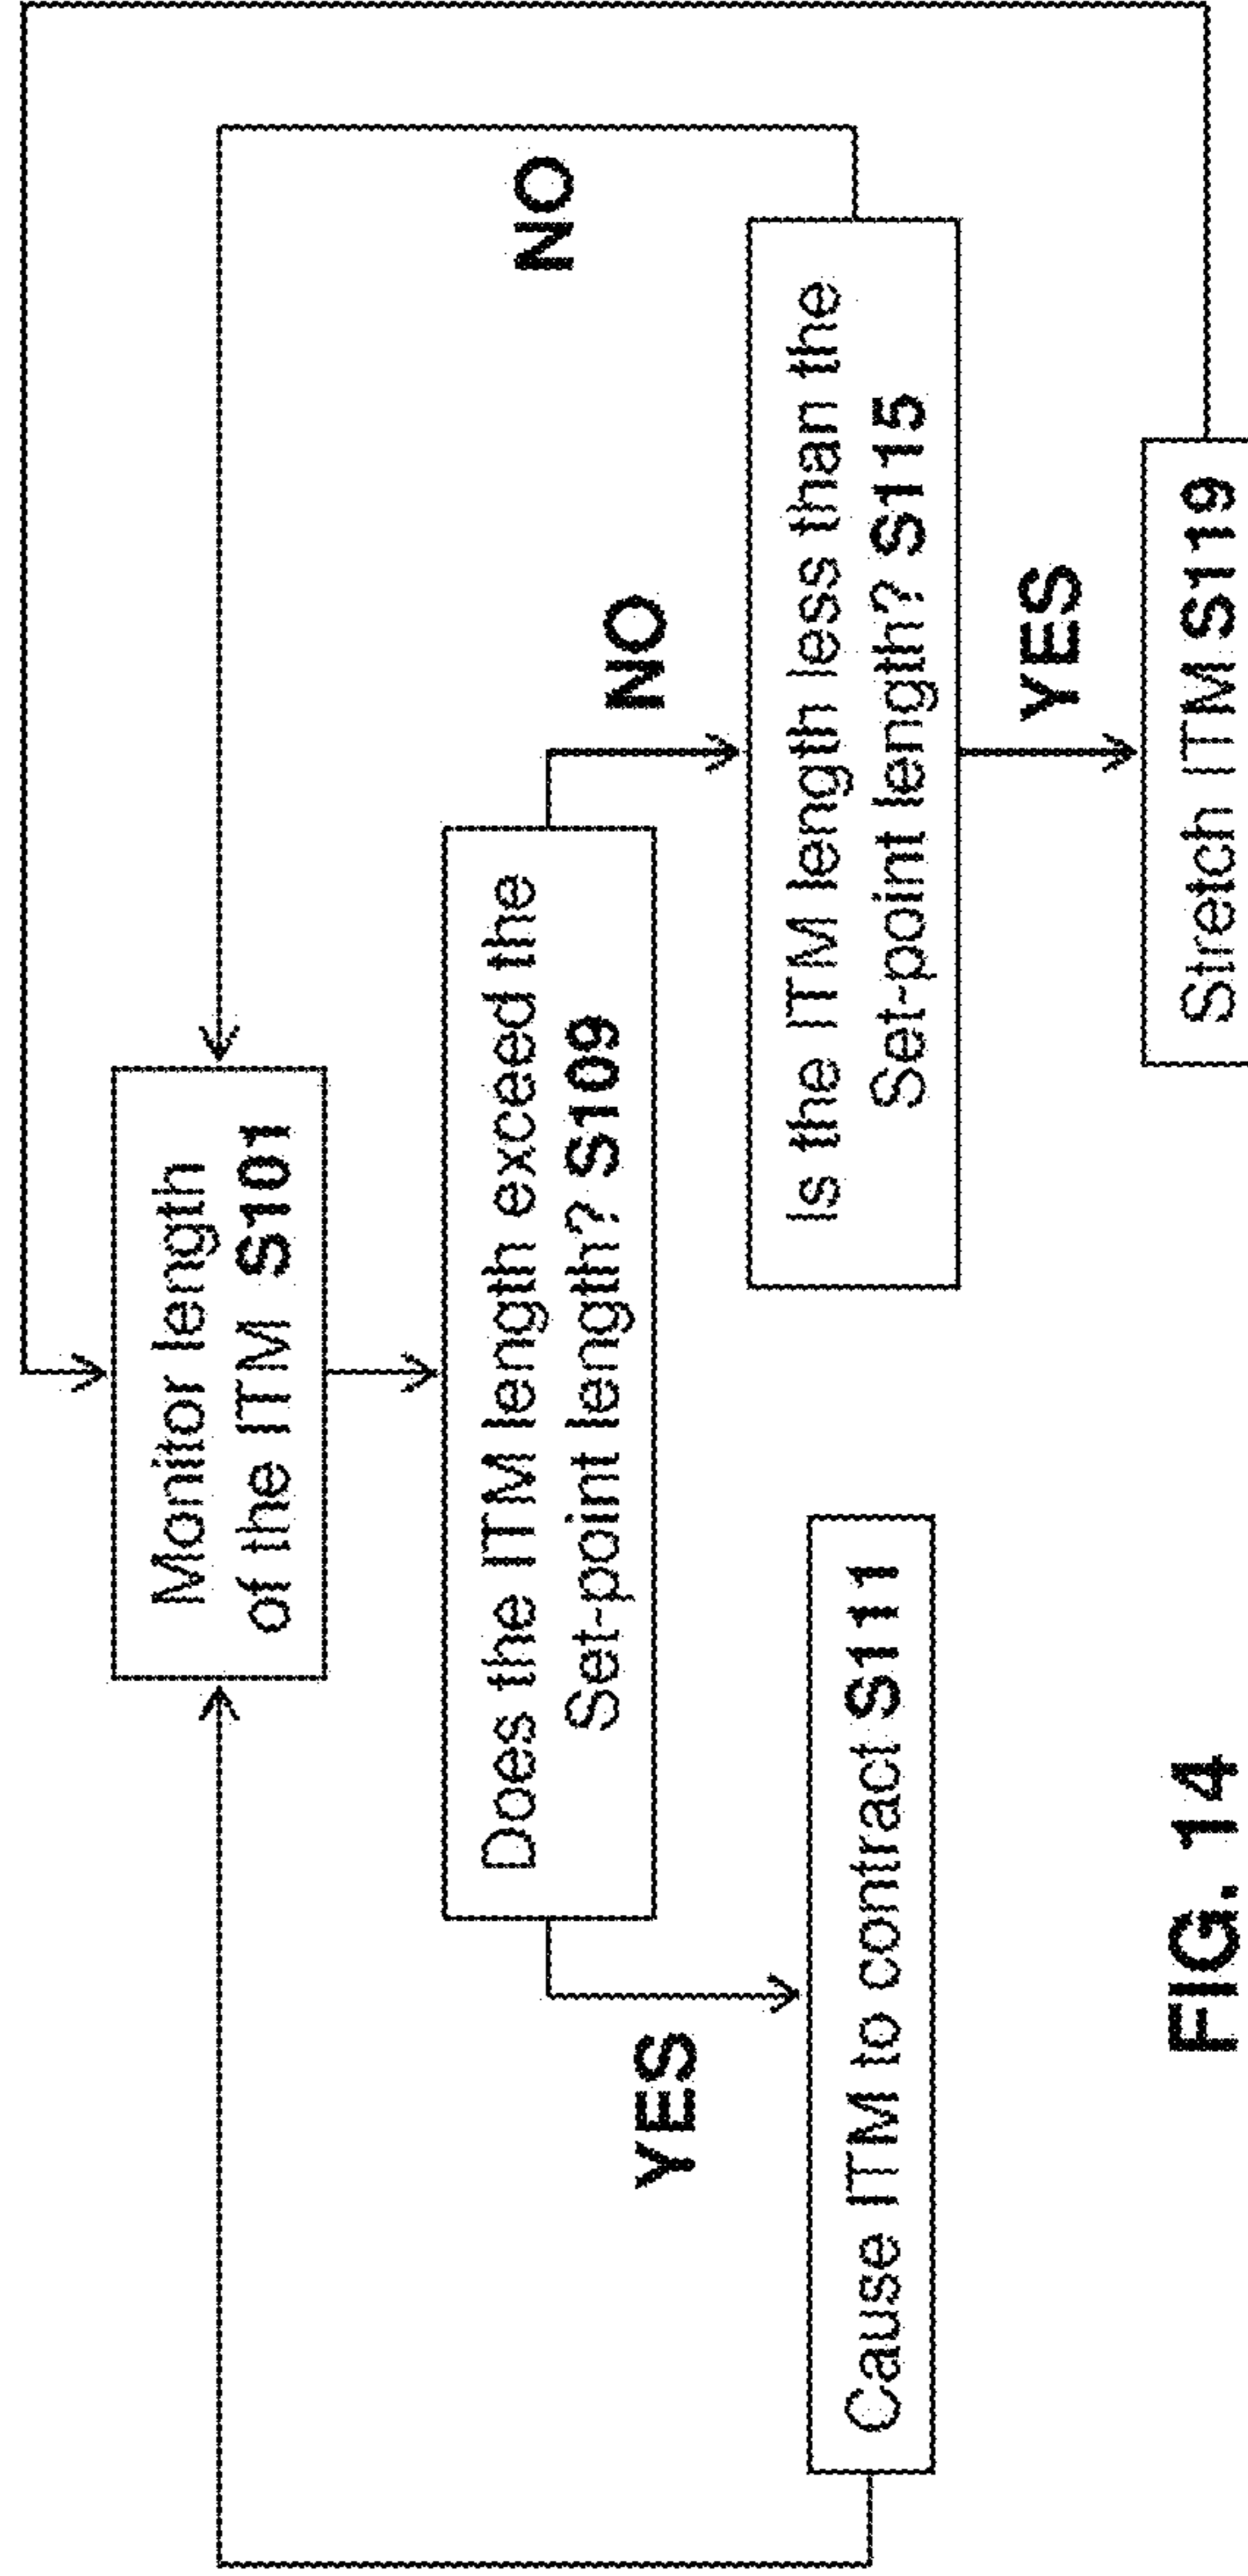 Monitor length
of the ITM S101
Does the ITM length exceed the
Set-point length? S109
YES
NO
Cause ITM to contract S111
Is the ITM length less than the
Set-point length? S115
NO
YES
Stretch ITM S119
FIG. 14